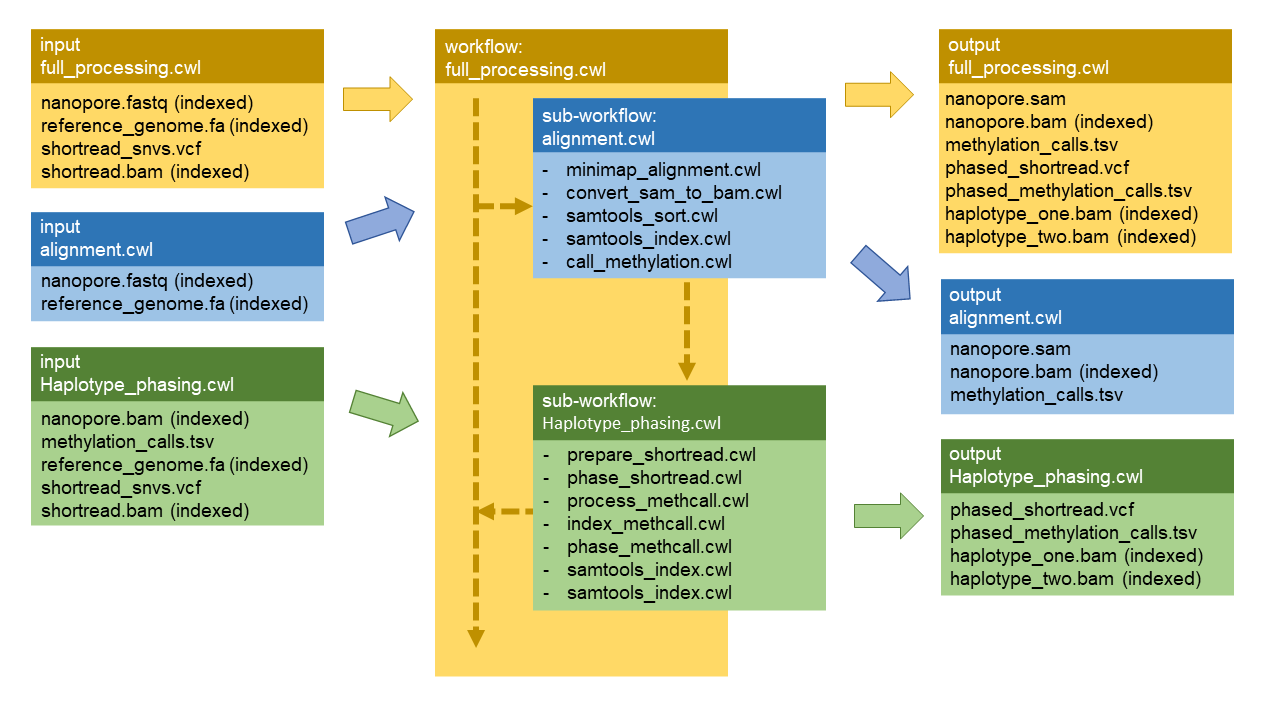 input
full_processing.cwl
nanopore.fastq (indexed)
reference_genome.fa (indexed)
shortread_snvs.vcf
shortread.bam (indexed)
input
alignment.cwl
nanopore.fastq (indexed)
reference_genome.fa (indexed)
input
Haplotype_phasing.cwl
nanopore.bam (indexed)
methylation_calls.tsv
reference_genome.fa (indexed)
shortread_snvs.vcf
shortread.bam (indexed)
workflow:
full_processing.cwl
sub-workflow:
alignment.cwl
- minimap_alignment.cwl
- convert_sam_to_bam.cwl
- samtools_sort.cwl
- samtools_index.cwl
- call_methylation.cwl
sub-workflow:
Haplotype_phasing.cwl
- prepare_shortread.cwl
- phase_shortread.cwl
- process_methcall.cwl
- index_methcall.cwl
- phase_methcall.cwl
- samtools_index.cwl
- samtools_index.cwl
output
full_processing.cwl
nanopore.sam
nanopore.bam (indexed)
methylation_calls.tsv
phased_shortread.vcf
phased_methylation_calls.tsv
haplotype_one.bam (indexed)
haplotype_two.bam (indexed)
output
alignment.cwl
nanopore.sam
nanopore.bam (indexed)
methylation_calls.tsv
output
Haplotype_phasing.cwl
phased_shortread.vcf
phased_methylation_calls.tsv
haplotype_one.bam (indexed)
haplotype_two.bam (indexed)